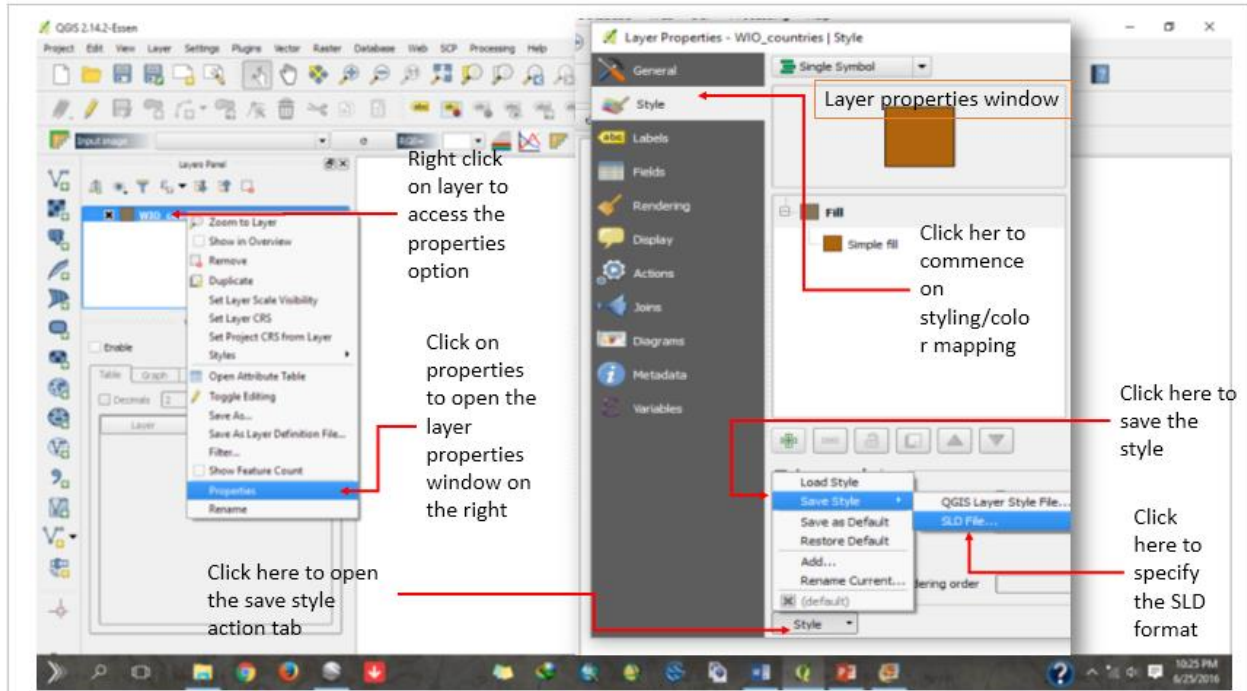 QGIS 2.14.2-Essen
Project Edit View Layer Settings Plugins Vector Raster Database Web SCP Processing Help
Input image
RGB=
Layers Panel
WIO_c
Zoom to Layer
Show in Overview
Remove
Duplicate
Set Layer Scale Visibility
Set Layer CRS
Set Project CRS from Layer
Styles
Open Attribute Table
Toggle Editing
Save As...
Save As Layer Definition File...
Filter...
Show Feature Count
Properties
Rename
Enable
Table Graph
Decimals 2
Layer
Right click
on layer to
access the
properties
option
Click on
properties
to open the
layer
properties
window on
the right
Click here to open
the save style
action tab
Layer Properties - WIO_countries | Style
General
Style
abc Labels
Fields
Rendering
Display
Actions
Joins
Diagrams
Metadata
Variables
Single Symbol
Layer properties window
Fill
Simple fill
Click her to
commence
on
styling/colo
r mapping
Click here to
save the
style
Load Style
Save Style
Save as Default
Restore Default
Add...
Rename Current...
(default)
Style
QGIS Layer Style File...
SLD File...
dering order
Click
here to
specify
the SLD
format
10:25 PM
6/25/2016